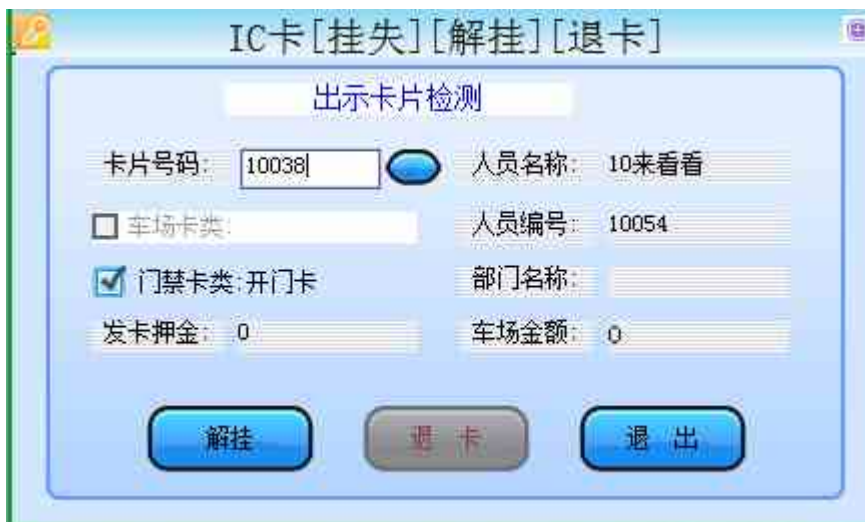 IC卡[挂失][解挂][退卡]
出示卡片检测
卡片号码: 10038 人员名称: 10来看看
车场卡类: 人员编号: 10054
门禁卡类:开门卡 部门名称:
发卡押金: 0 车场金额: 0
解挂 退 卡 退 出